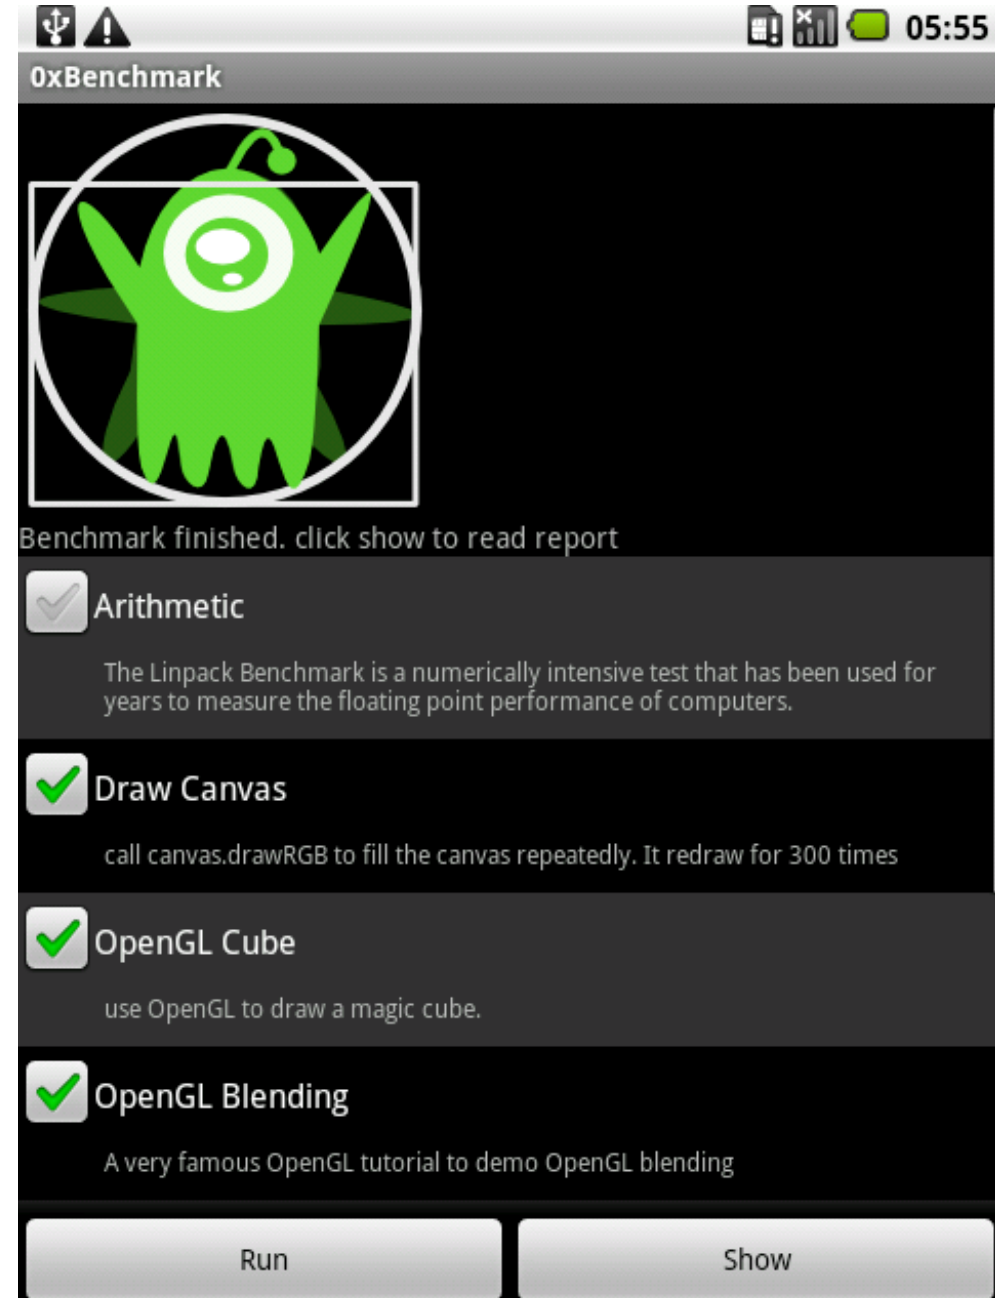 05:55
0xBenchmark
Benchmark finished. click show to read report
Arithmetic
The Linpack Benchmark is a numerically intensive test that has been used for
years to measure the floating point performance of computers.
Draw Canvas
call canvas.drawRGB to fill the canvas repeatedly. It redraw for 300 times
OpenGL Cube
use OpenGL to draw a magic cube.
OpenGL Blending
A very famous OpenGL tutorial to demo OpenGL blending
Run
Show